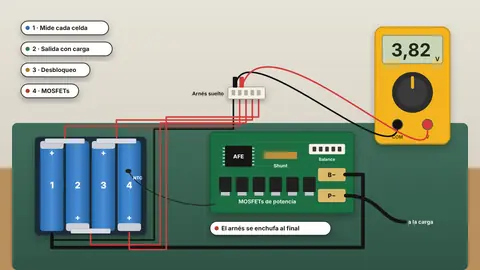 1 · Mide cada celda
2 · Salida con carga
3 · Desbloqueo
4 · MOSFETs
Arnés suelto
3,82
V
COM
AFE
Shunt
Balance
B−
P−
MOSFETs de potencia
NTC
+
+
1
2
3
4
+
+
a la carga
El arnés se enchufa al final